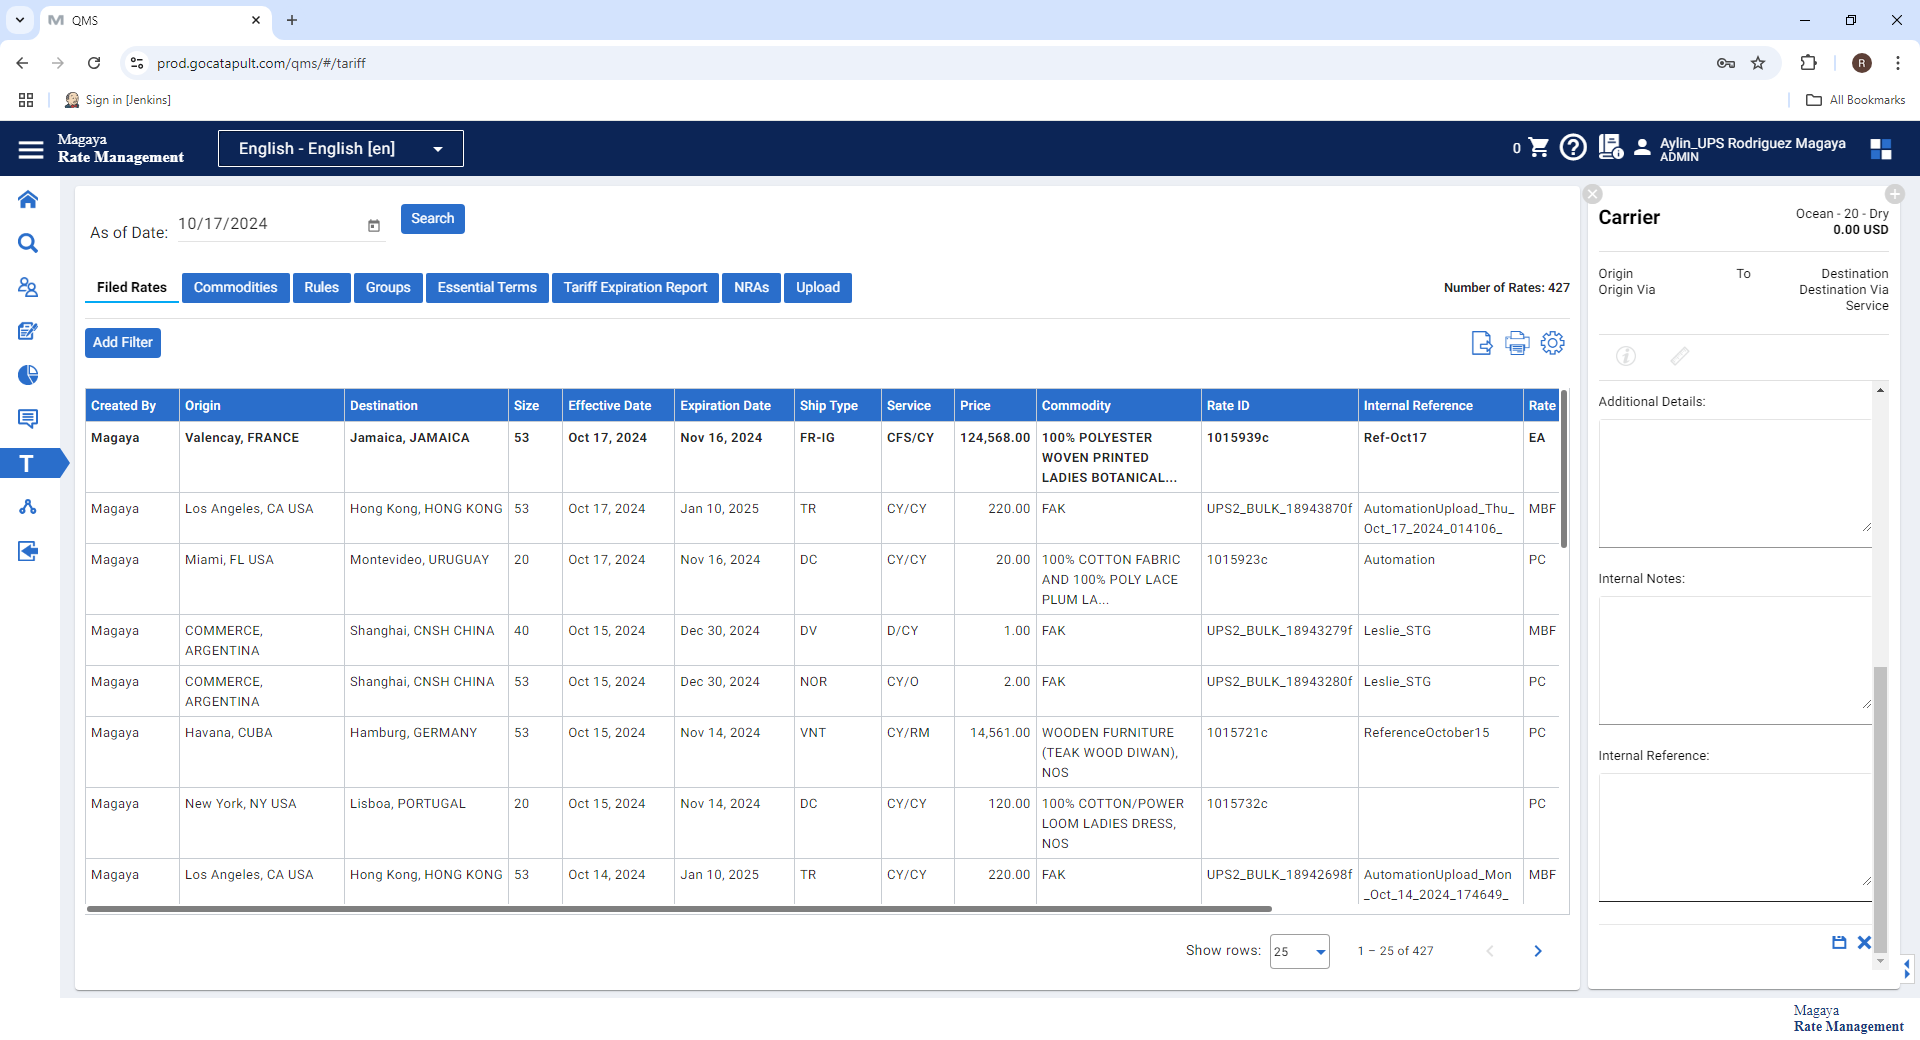 QMS
prod.gocatapult.com/qms/#/tariff
R
Sign in [Jenkins]
All Bookmarks
Magaya
Rate Management
English - English [en]
0
Aylin_UPS Rodriguez Magaya
ADMIN
As of Date: 10/17/2024 Search
Filed Rates Commodities Rules Groups Essential Terms Tariff Expiration Report NRAs Upload
Number of Rates: 427
Add Filter
Created By Origin Destination Size Effective Date Expiration Date Ship Type Service Price Commodity Rate ID Internal Reference Rate
Magaya Valencay, FRANCE Jamaica, JAMAICA 53 Oct 17, 2024 Nov 16, 2024 FR-IG CFS/CY 124,568.00 100% POLYESTER 1015939c Ref-Oct17 EA
WOVEN PRINTED
LADIES BOTANICAL...
Magaya Los Angeles, CA USA Hong Kong, HONG KONG 53 Oct 17, 2024 Jan 10, 2025 TR CY/CY 220.00 FAK UPS2_BULK_18943870f AutomationUpload_Thu_ MBF
Oct_17_2024_014106_
Magaya Miami, FL USA Montevideo, URUGUAY 20 Oct 17, 2024 Nov 16, 2024 DC CY/CY 20.00 100% COTTON FABRIC 1015923c Automation PC
AND 100% POLY LACE
PLUM LA...
Magaya COMMERCE, Shanghai, CNSH CHINA 40 Oct 15, 2024 Dec 30, 2024 DV D/CY 1.00 FAK UPS2_BULK_18943279f Leslie_STG MBF
ARGENTINA
Magaya COMMERCE, Shanghai, CNSH CHINA 53 Oct 15, 2024 Dec 30, 2024 NOR CY/O 2.00 FAK UPS2_BULK_18943280f Leslie_STG PC
ARGENTINA
Magaya Havana, CUBA Hamburg, GERMANY 53 Oct 15, 2024 Nov 14, 2024 VNT CY/RM 14,561.00 WOODEN FURNITURE 1015721c ReferenceOctober15 PC
(TEAK WOOD DIWAN),
NOS
Magaya New York, NY USA Lisboa, PORTUGAL 20 Oct 15, 2024 Nov 14, 2024 DC CY/CY 120.00 100% COTTON/POWER 1015732c PC
LOOM LADIES DRESS,
NOS
Magaya Los Angeles, CA USA Hong Kong, HONG KONG 53 Oct 14, 2024 Jan 10, 2025 TR CY/CY 220.00 FAK UPS2_BULK_18942698f AutomationUpload_Mon MBF
_Oct_14_2024_174649_
Show rows: 25 1 – 25 of 427
Carrier Ocean - 20 - Dry
0.00 USD
Origin To Destination
Origin Via Destination Via
Service
Additional Details:
Internal Notes:
Internal Reference:
T
Magaya
Rate Management